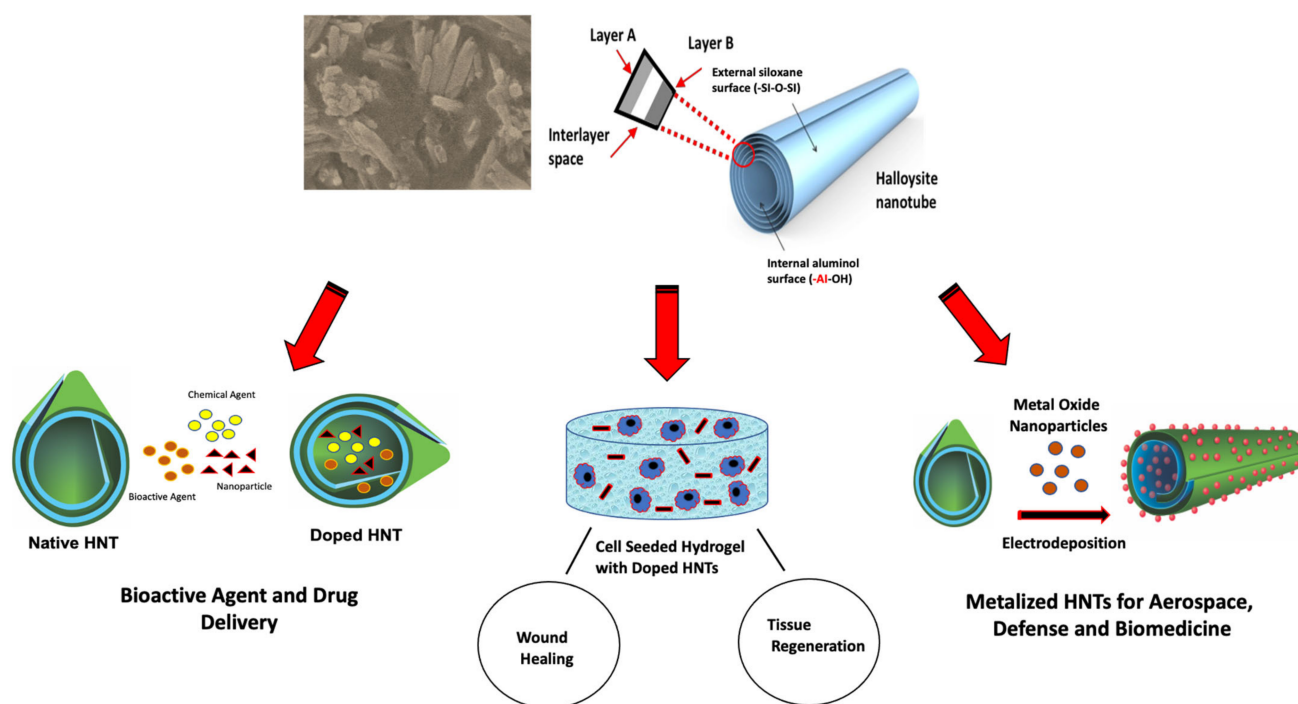 Layer A
Layer B
External siloxane
surface (-SI-O-SI)
Interlayer
space
Halloysite
nanotube
Internal aluminol
surface (-Al-OH)
Chemical Agent
Bioactive Agent
Nanoparticle
Native HNT
Doped HNT
Bioactive Agent and Drug
Delivery
Cell Seeded Hydrogel
with Doped HNTs
Wound
Healing
Tissue
Regeneration
Metal Oxide
Nanoparticles
Electrodeposition
Metalized HNTs for Aerospace,
Defense and Biomedicine